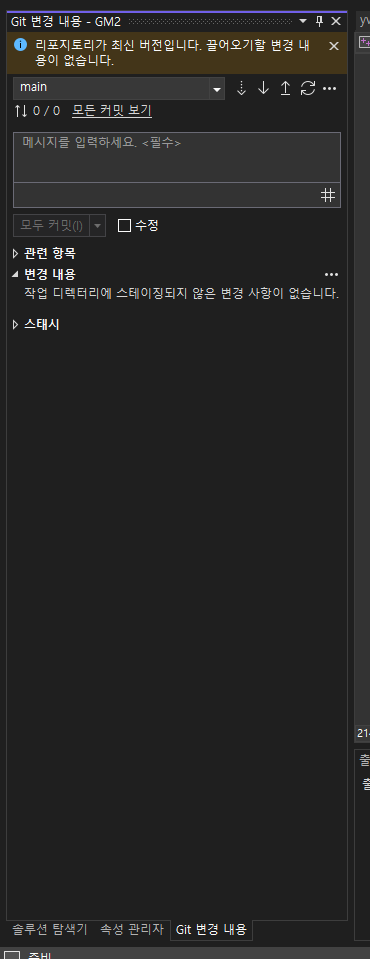 Git 변경 내용 - GM2
리포지토리가 최신 버전입니다. 끌어오기할 변경 내
용이 없습니다.
main
0 / 0 모든 커밋 보기
메시지를 입력하세요. <필수>
모두 커밋(I) 수정
관련 항목
변경 내용
작업 디렉터리에 스테이징되지 않은 변경 사항이 없습니다.
스태시
솔루션 탐색기 속성 관리자 Git 변경 내용